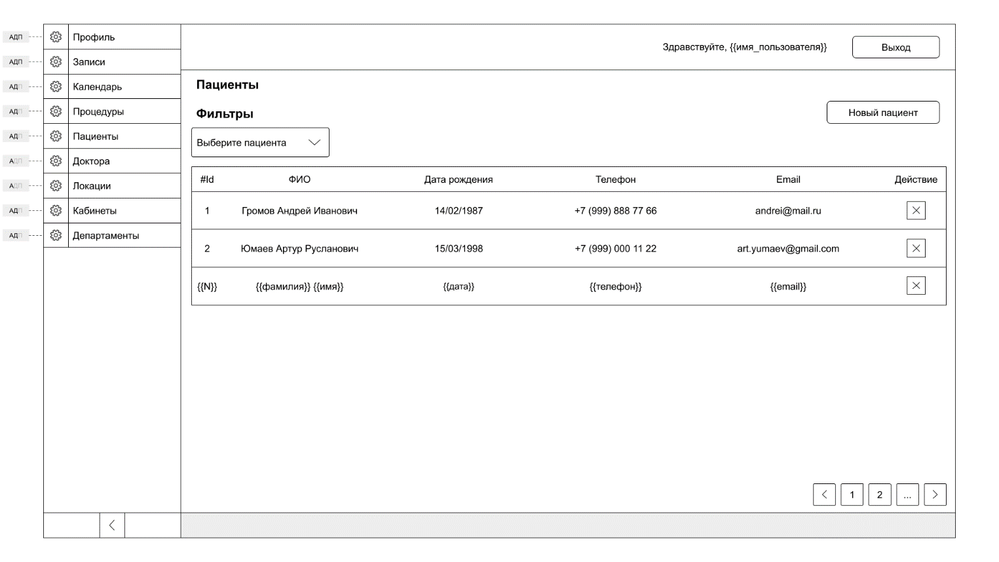 АДП Профиль
АДП Записи
АДП Календарь
АДП Процедуры
АДП Пациенты
АДП Доктора
АДП Локации
АДП Кабинеты
АДП Департаменты
Здравствуйте, {{имя_пользователя}} Выход
Пациенты
Фильтры
Новый пациент
Выберите пациента
#Id ФИО Дата рождения Телефон Email Действие
1 Громов Андрей Иванович 14/02/1987 +7 (999) 888 77 66 andrei@mail.ru
2 Юмаев Артур Русланович 15/03/1998 +7 (999) 000 11 22 art.yumaev@gmail.com
{{N}} {{фамилия}} {{имя}} {{дата}} {{телефон}} {{email}}
1 2 ...